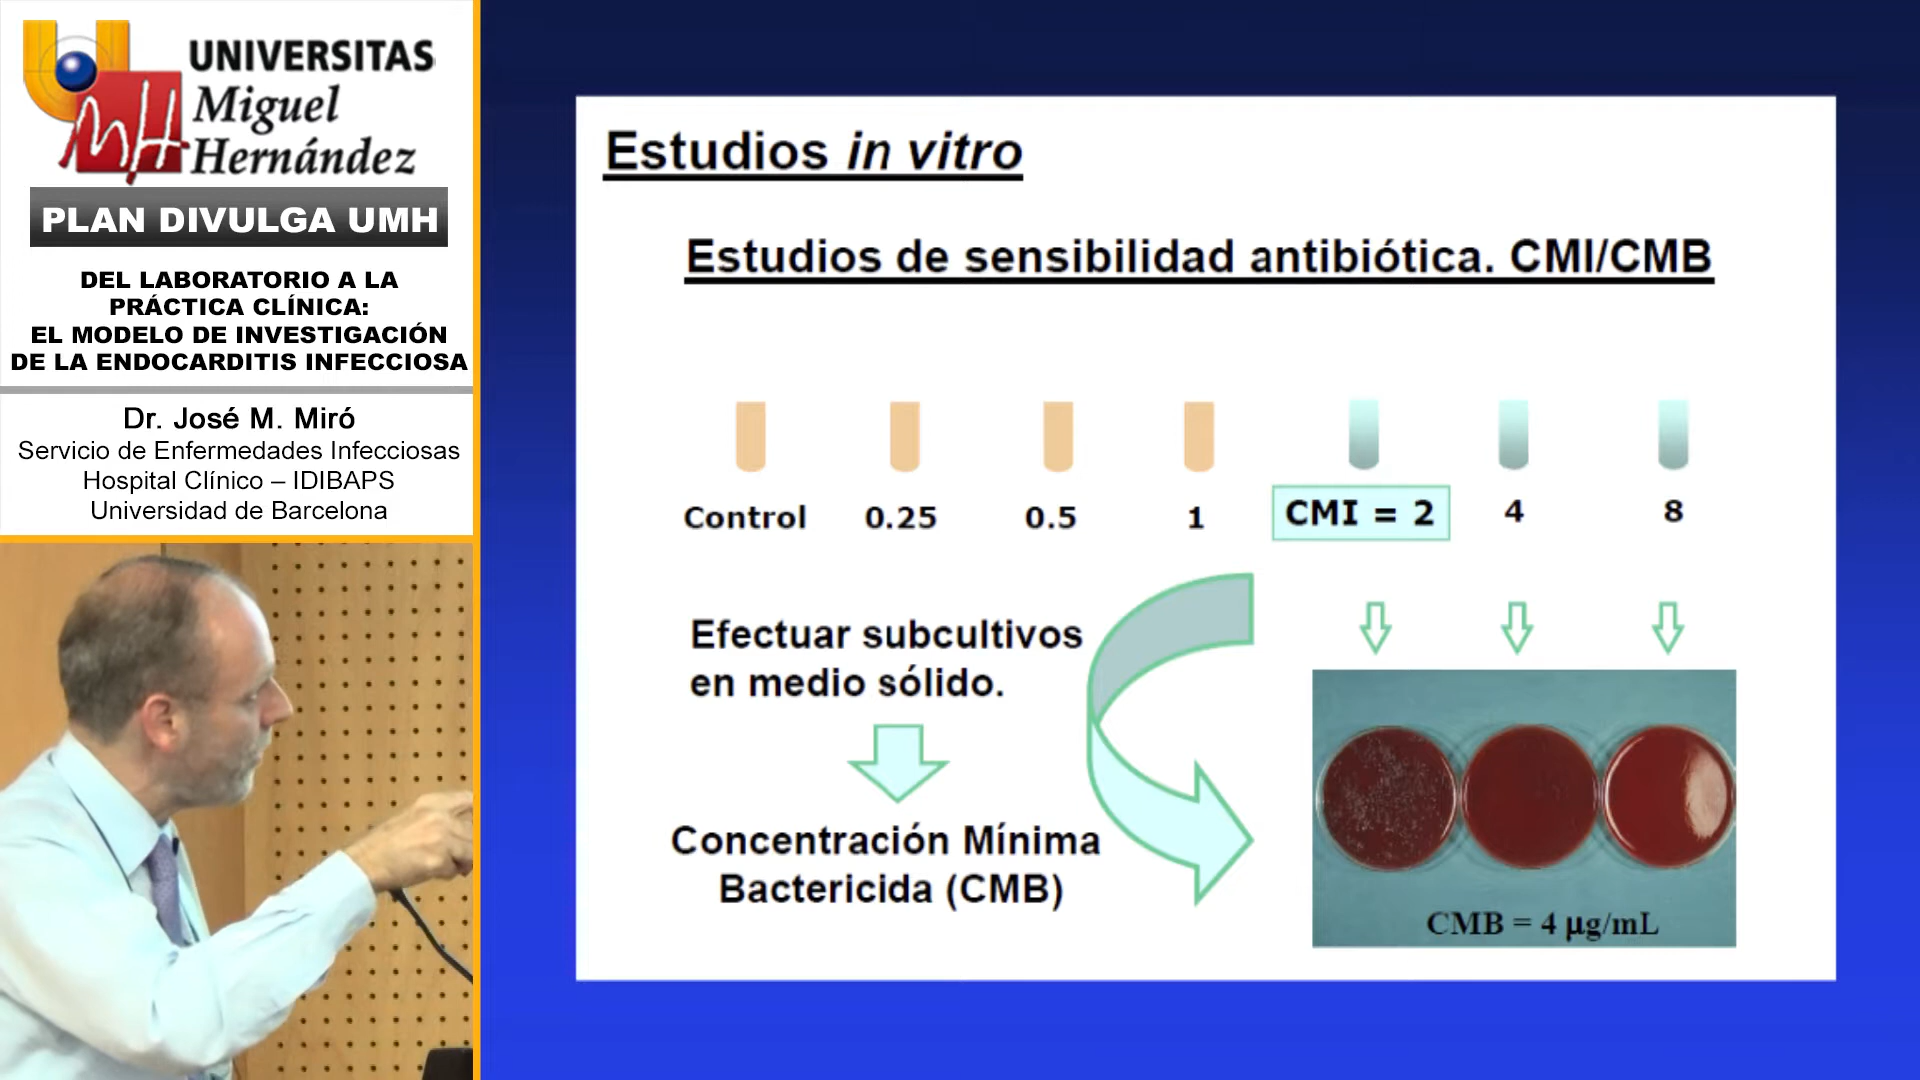 UNIVERSITAS
Miguel
Hernández
PLAN DIVULGA UMH
DEL LABORATORIO A LA
PRÁCTICA CLÍNICA:
EL MODELO DE INVESTIGACIÓN
DE LA ENDOCARDITIS INFECCIOSA
Dr. José M. Miró
Servicio de Enfermedades Infecciosas
Hospital Clínico – IDIBAPS
Universidad de Barcelona
Estudios in vitro
Estudios de sensibilidad antibiótica. CMI/CMB
Control 0.25 0.5 1 CMI = 2 4 8
Efectuar subcultivos
en medio sólido.
Concentración Mínima
Bactericida (CMB)
CMB = 4 µg/mL